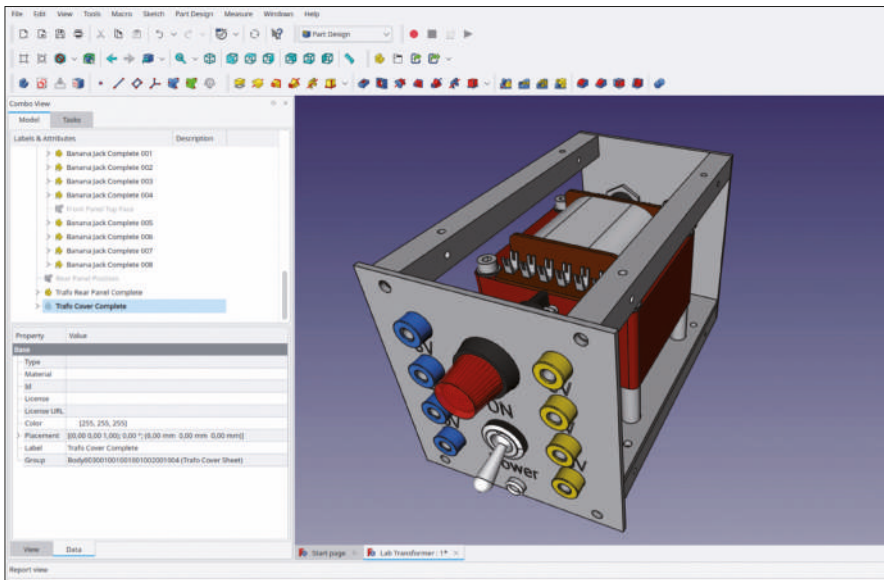 File Edit View Tools Macro Sketch Part Design Measure Windows Help
Part Design
Combo View
Model Tasks
Labels & Attributes Description
Banana Jack Complete 001
Banana Jack Complete 002
Banana Jack Complete 003
Banana Jack Complete 004
Front Panel Top Pack
Banana Jack Complete 005
Banana Jack Complete 006
Banana Jack Complete 007
Banana Jack Complete 008
Rear Panel Position
Trafo Rear Panel Complete
Trafo Cover Complete
Property Value
Base
Type
Material
Id
License
License URL
Color [255, 255, 255]
Placement [(0,00 0,00 1,00); 0,00 °; (0,00 mm 0,00 mm 0,00 mm)]
Label Trafo Cover Complete
Group (Trafo Cover Sheet)
ON
Power
View Data
Start page
Lab Transformer : 1*
Report view